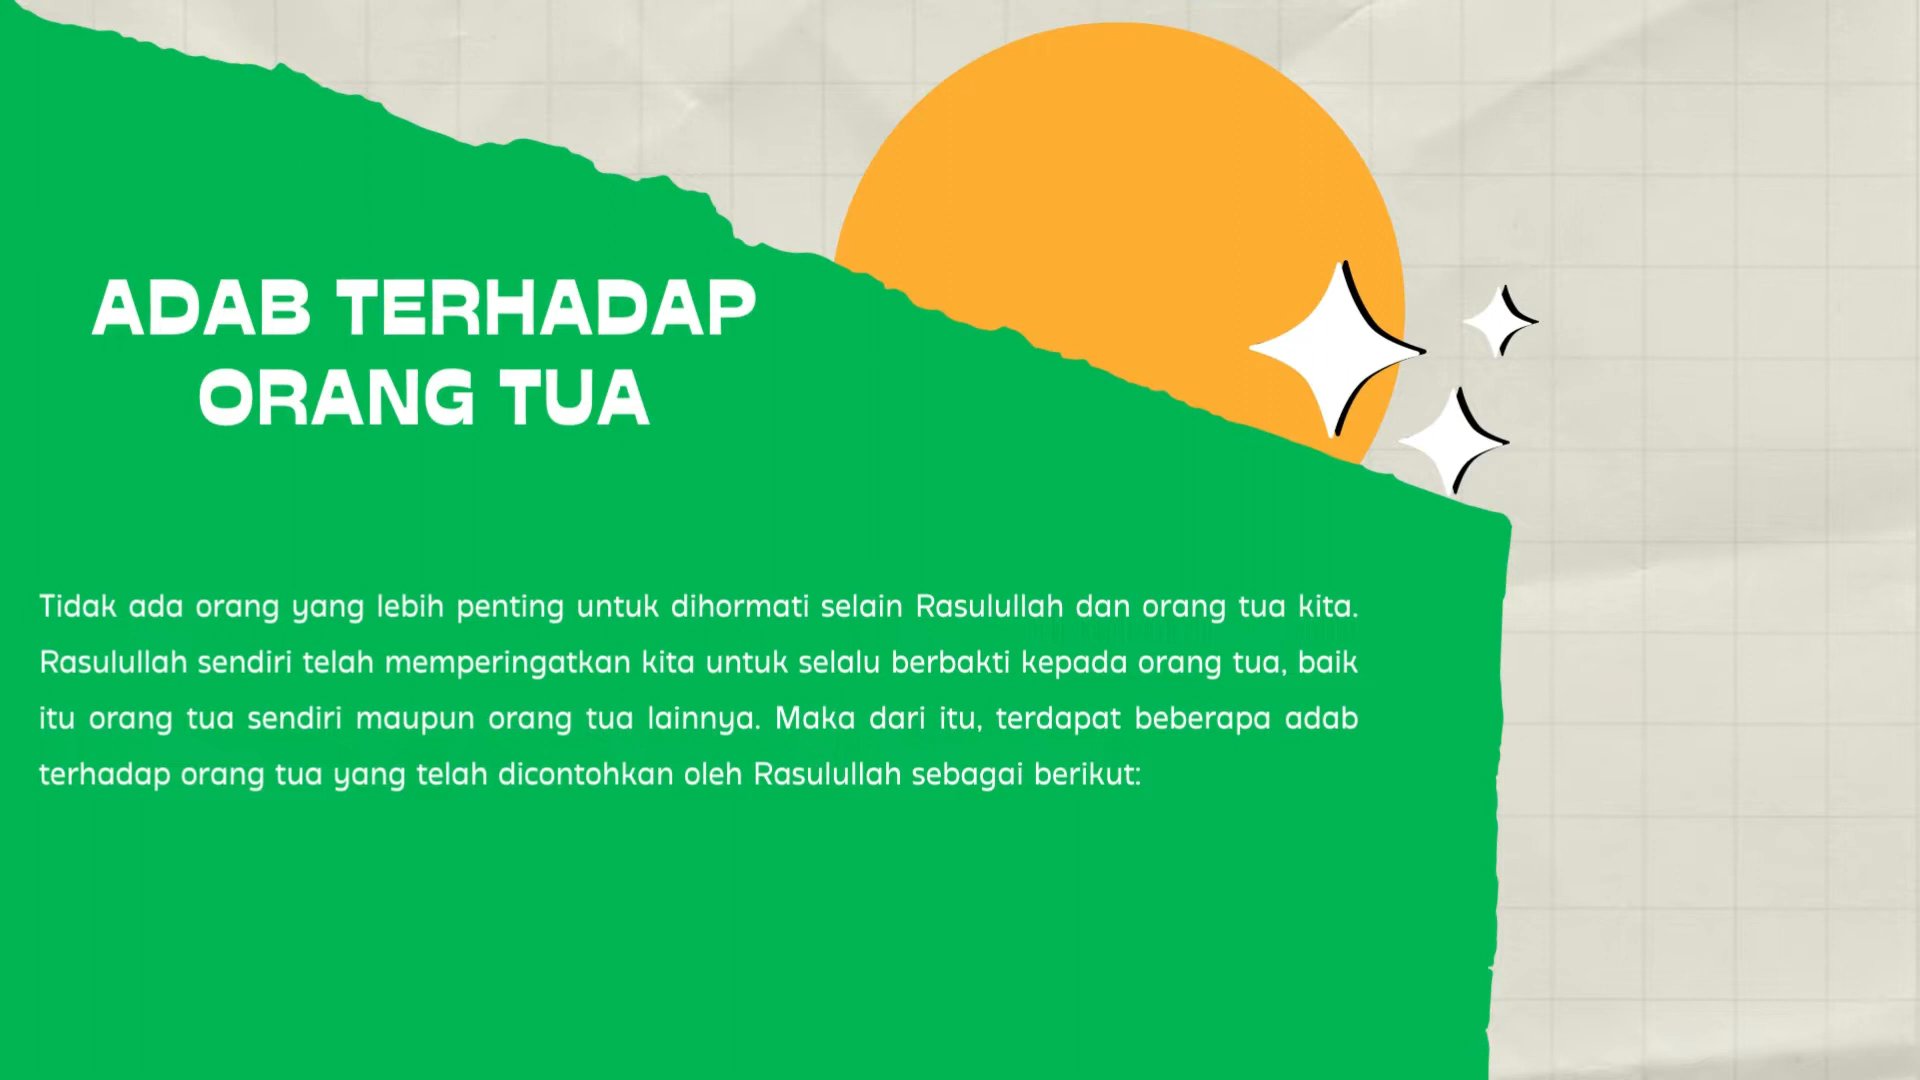 ADAB TERHADAP
ORANG TUA
Tidak ada orang yang lebih penting untuk dihormati selain Rasulullah dan orang tua kita.
Rasulullah sendiri telah memperingatkan kita untuk selalu berbakti kepada orang tua, baik
itu orang tua sendiri maupun orang tua lainnya. Maka dari itu, terdapat beberapa adab
terhadap orang tua yang telah dicontohkan oleh Rasulullah sebagai berikut: